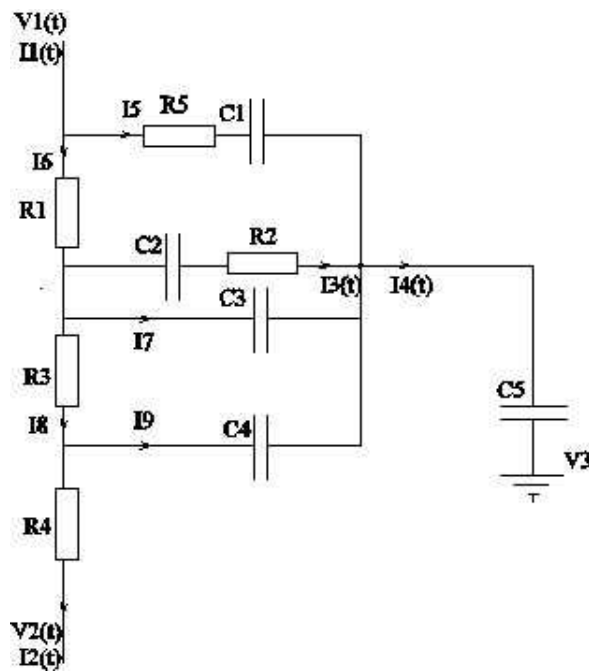 V1(t)
I1(t)
I5 R5 C1
I6
R1
C2 R2
I3(t) I4(t)
C3
I7
R3
C5
I8 I9 C4
V3
R4
V2(t)
I2(t)